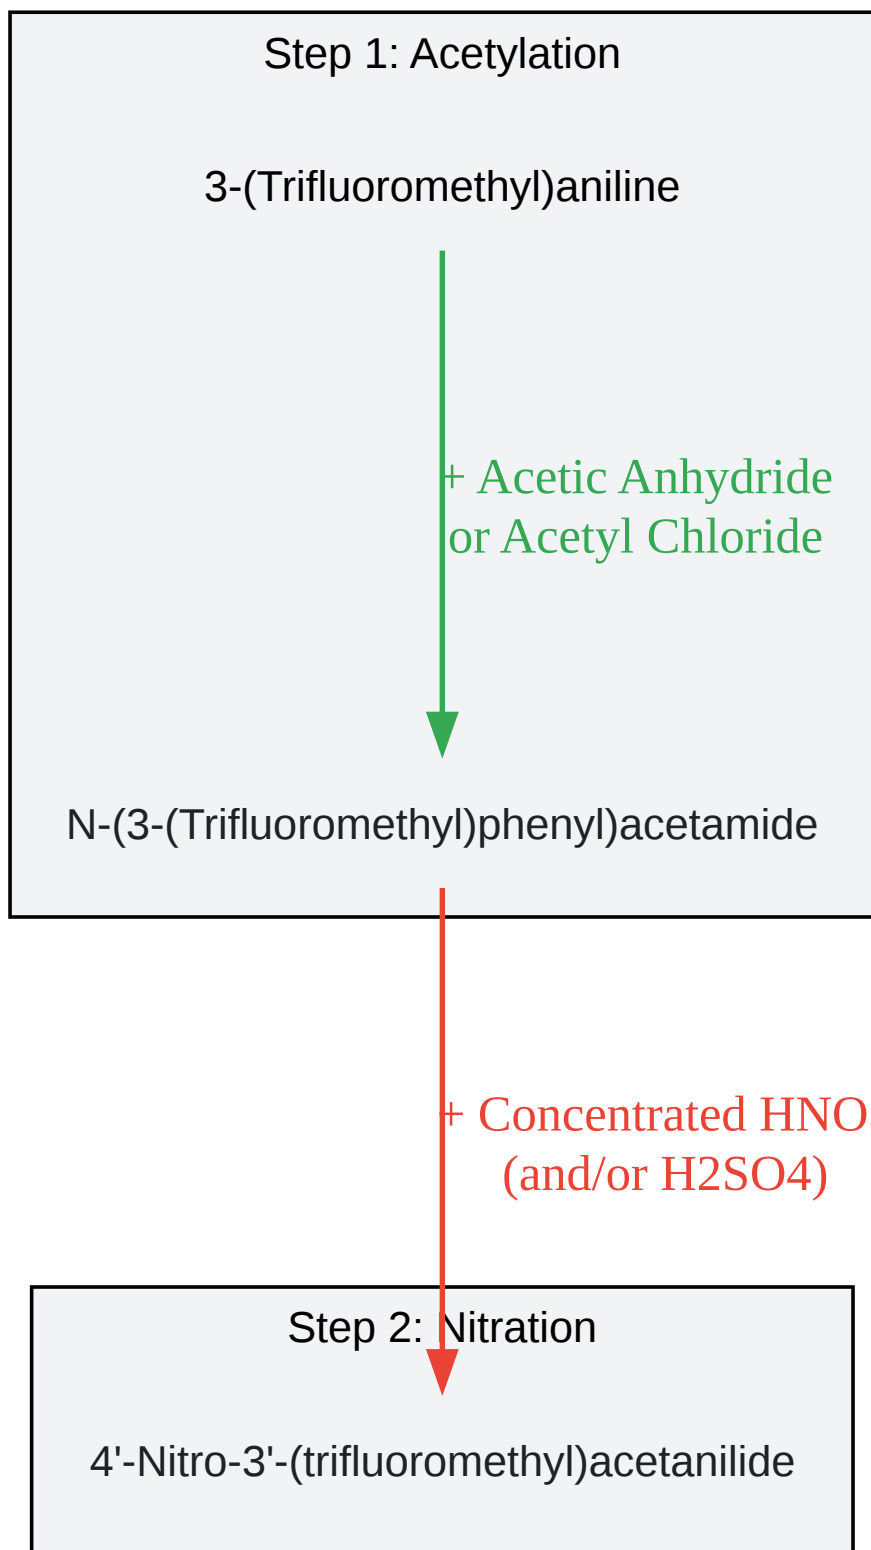 Step 1: Acetylation
3-(Trifluoromethyl)aniline
+ Acetic Anhydride
or Acetyl Chloride
N-(3-(Trifluoromethyl)phenyl)acetamide
+ Concentrated HNO
(and/or H2SO4)
Step 2: Nitration
4'-Nitro-3'-(trifluoromethyl)acetanilide